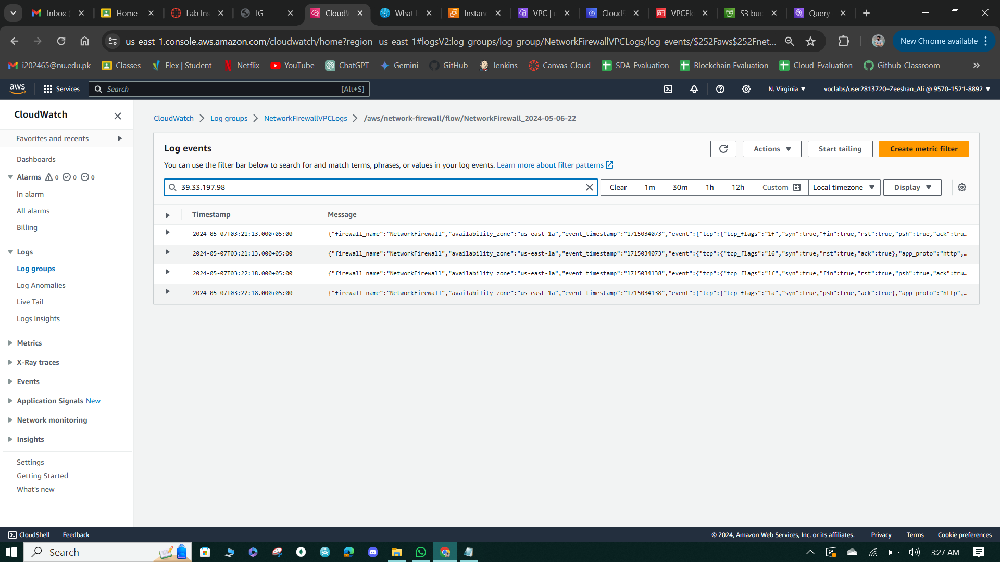 Inbox (
Home
Lab Ins
IG
CloudW
What I
Instanc
VPC | u
CloudS
VPCFlo
S3 buc
Query
us-east-1.console.aws.amazon.com/cloudwatch/home?region=us-east-1#logsV2:log-groups/log-group/NetworkFirewallVPCLogs/log-events/$252Faws$252Fnet...
New Chrome available
i202465@nu.edu.pk
Classes
Flex | Student
Netflix
YouTube
ChatGPT
Gemini
GitHub
Jenkins
Canvas-Cloud
SDA-Evaluation
Blockchain Evaluation
Cloud-Evaluation
Github-Classroom
aws
Services
Search
[Alt+S]
N. Virginia
voclabs/user2813720=Zeeshan_Ali @ 9570-1521-8892
CloudWatch
Favorites and recents
Dashboards
Alarms 0 0 0
In alarm
All alarms
Billing
Logs
Log groups
Log Anomalies
Live Tail
Logs Insights
Metrics
X-Ray traces
Events
Application Signals New
Network monitoring
Insights
Settings
Getting Started
What's new
CloudWatch
Log groups
NetworkFirewallVPCLogs
/aws/network-firewall/flow/NetworkFirewall_2024-05-06-22
Log events
Actions
Start tailing
Create metric filter
You can use the filter bar below to search for and match terms, phrases, or values in your log events. Learn more about filter patterns
39.33.197.98
Clear
1m
30m
1h
12h
Custom
Local timezone
Display
Timestamp
Message
2024-05-07T03:21:13.000+05:00 {"firewall_name":"NetworkFirewall","availability_zone":"us-east-1a","event_timestamp":"1715034073","event":{"tcp":{"tcp_flags":"1f","syn":true,"fin":true,"rst":true,"psh":true,"ack":tru...
2024-05-07T03:21:13.000+05:00 {"firewall_name":"NetworkFirewall","availability_zone":"us-east-1a","event_timestamp":"1715034073","event":{"tcp":{"tcp_flags":"16","syn":true,"rst":true,"ack":true},"app_proto":"http",...
2024-05-07T03:22:18.000+05:00 {"firewall_name":"NetworkFirewall","availability_zone":"us-east-1a","event_timestamp":"1715034138","event":{"tcp":{"tcp_flags":"1f","syn":true,"fin":true,"rst":true,"psh":true,"ack":tru...
2024-05-07T03:22:18.000+05:00 {"firewall_name":"NetworkFirewall","availability_zone":"us-east-1a","event_timestamp":"1715034138","event":{"tcp":{"tcp_flags":"1a","syn":true,"psh":true,"ack":true},"app_proto":"http",...
CloudShell
Feedback
© 2024, Amazon Web Services, Inc. or its affiliates.
Privacy
Terms
Cookie preferences
Search
3:27 AM